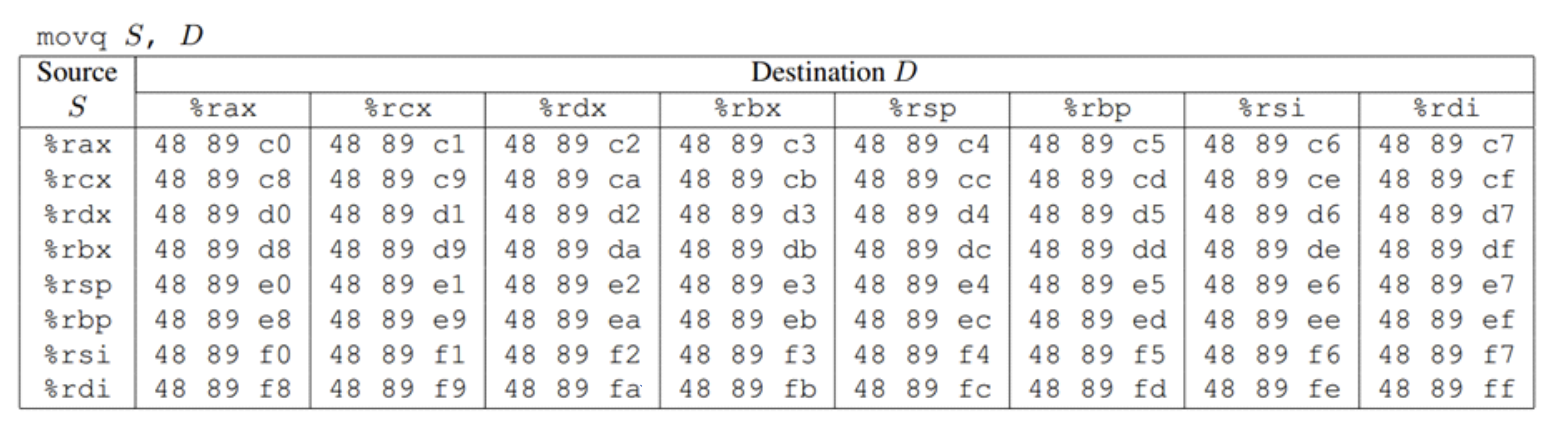 movq S, D
Source Destination D
S %rax %rcx %rdx %rbx %rsp %rbp %rsi %rdi
%rax 48 89 c0 48 89 c1 48 89 c2 48 89 c3 48 89 c4 48 89 c5 48 89 c6 48 89 c7
%rcx 48 89 c8 48 89 c9 48 89 ca 48 89 cb 48 89 cc 48 89 cd 48 89 ce 48 89 cf
%rdx 48 89 d0 48 89 d1 48 89 d2 48 89 d3 48 89 d4 48 89 d5 48 89 d6 48 89 d7
%rbx 48 89 d8 48 89 d9 48 89 da 48 89 db 48 89 dc 48 89 dd 48 89 de 48 89 df
%rsp 48 89 e0 48 89 e1 48 89 e2 48 89 e3 48 89 e4 48 89 e5 48 89 e6 48 89 e7
%rbp 48 89 e8 48 89 e9 48 89 ea 48 89 eb 48 89 ec 48 89 ed 48 89 ee 48 89 ef
%rsi 48 89 f0 48 89 f1 48 89 f2 48 89 f3 48 89 f4 48 89 f5 48 89 f6 48 89 f7
%rdi 48 89 f8 48 89 f9 48 89 fa 48 89 fb 48 89 fc 48 89 fd 48 89 fe 48 89 ff